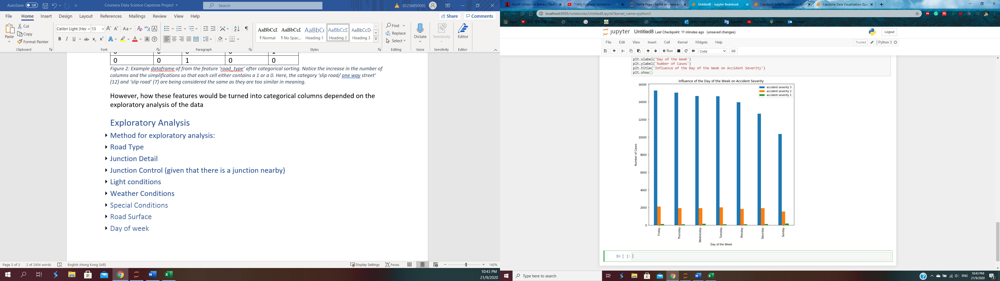 AutoSave Off
Coursera Data Science Capstone Project
Search
85256850095
File Home Insert Design Layout References Mailings Review View Help
Share Comments
Paste
Cut
Copy
Format Painter
Clipboard
Calibri Light (Hea 13
Font
Paragraph
AaBbCcI AaBbCcI AaBbC AaBbCcD AaBbCcD
¶ Normal ¶ No Spac... Heading 1 Heading 2 Heading 3
Styles
Find
Replace
Select
Editing
Dictate
Voice
Sensitivity
Sensitivity
Editor
Editor
0 0 1 0 0
Figure 2: Example dataframe of from the feature ‘road_type’ after categorical sorting. Notice the increase in the number of
columns and the simplifications so that each cell either contains a 1 or a 0. Here, the category ‘slip road/ one way street’
(12) and ‘slip road’ (7) are being considered the same as they are too similar in meaning.
However, how these features would be turned into categorical columns depended on the
exploratory analysis of the data
Exploratory Analysis
Method for exploratory analysis:
Road Type
Junction Detail
Junction Control (given that there is a junction nearby)
Light conditions
Weather Conditions
Special Conditions
Road Surface
Day of week
Page 3 of 3 2 of 2454 words English (Hong Kong SAR)
Display Settings Focus 140%
10:43 PM
21/9/2020
Airsoft Lithion Ion Battery | Red
(1045) Fullmetal Alchemist
Home Page - Select or create a
Untitled8 - Jupyter Notebook
Capstone Data Visualization
Capstone Data Visualization (Spe
localhost:8888/notebooks/Untitled8.ipynb?kernel_name=python3
Apps
New Tab
Google
Translate
YouTube
Maps
Outlook
jupyter Untitled8 Last Checkpoint: 11 minutes ago (unsaved changes)
Logout
File Edit View Insert Cell Kernel Widgets Help
Trusted Python 3
Run Code
plt.xlabel('Day of the Week')
plt.ylabel('Number of Cases')
plt.title('Influence of the Day of the Week on Accident Severity')
plt.show()
Influence of the Day of the Week on Accident Severity
accident severity 3
accident severity 2
accident severity 1
16000
14000
12000
10000
8000
6000
4000
2000
0
Number of Cases
Friday Thursday Wednesday Tuesday Monday Saturday Sunday
Day of the Week
In [ ]:
Type here to search
ENG
10:43 PM
21/9/2020